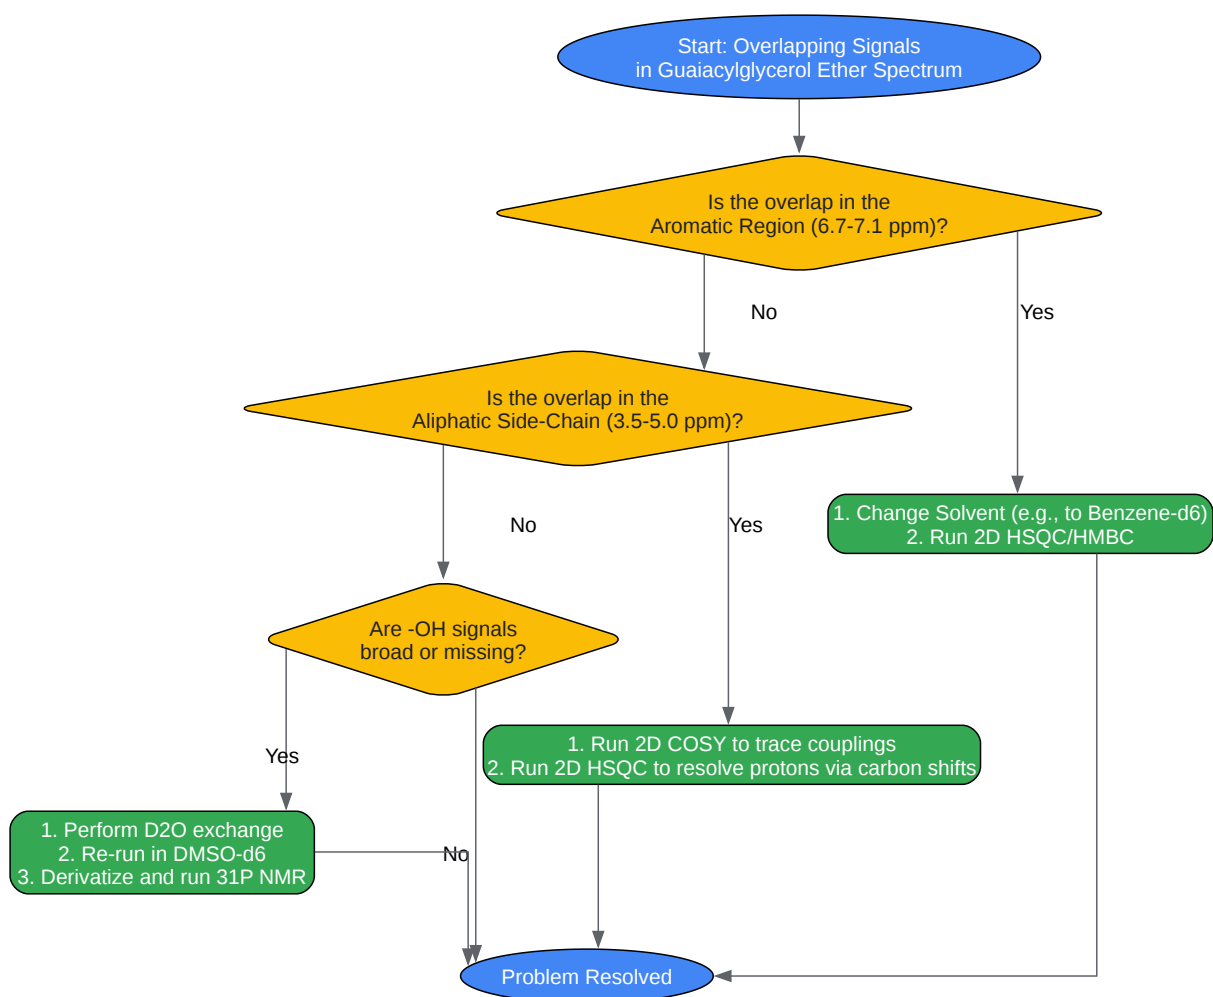 Start: Overlapping Signals
in Guaiacylglycerol Ether Spectrum
Is the overlap in the
Aromatic Region (6.7-7.1 ppm)?
No
Yes
Is the overlap in the
Aliphatic Side-Chain (3.5-5.0 ppm)?
No
Yes
1. Change Solvent (e.g., to Benzene-d6)
2. Run 2D HSQC/HMBC
Are -OH signals
broad or missing?
Yes
1. Run 2D COSY to trace couplings
2. Run 2D HSQC to resolve protons via carbon shifts
1. Perform D2O exchange
2. Re-run in DMSO-d6
3. Derivatize and run 31P NMR
No
Problem Resolved